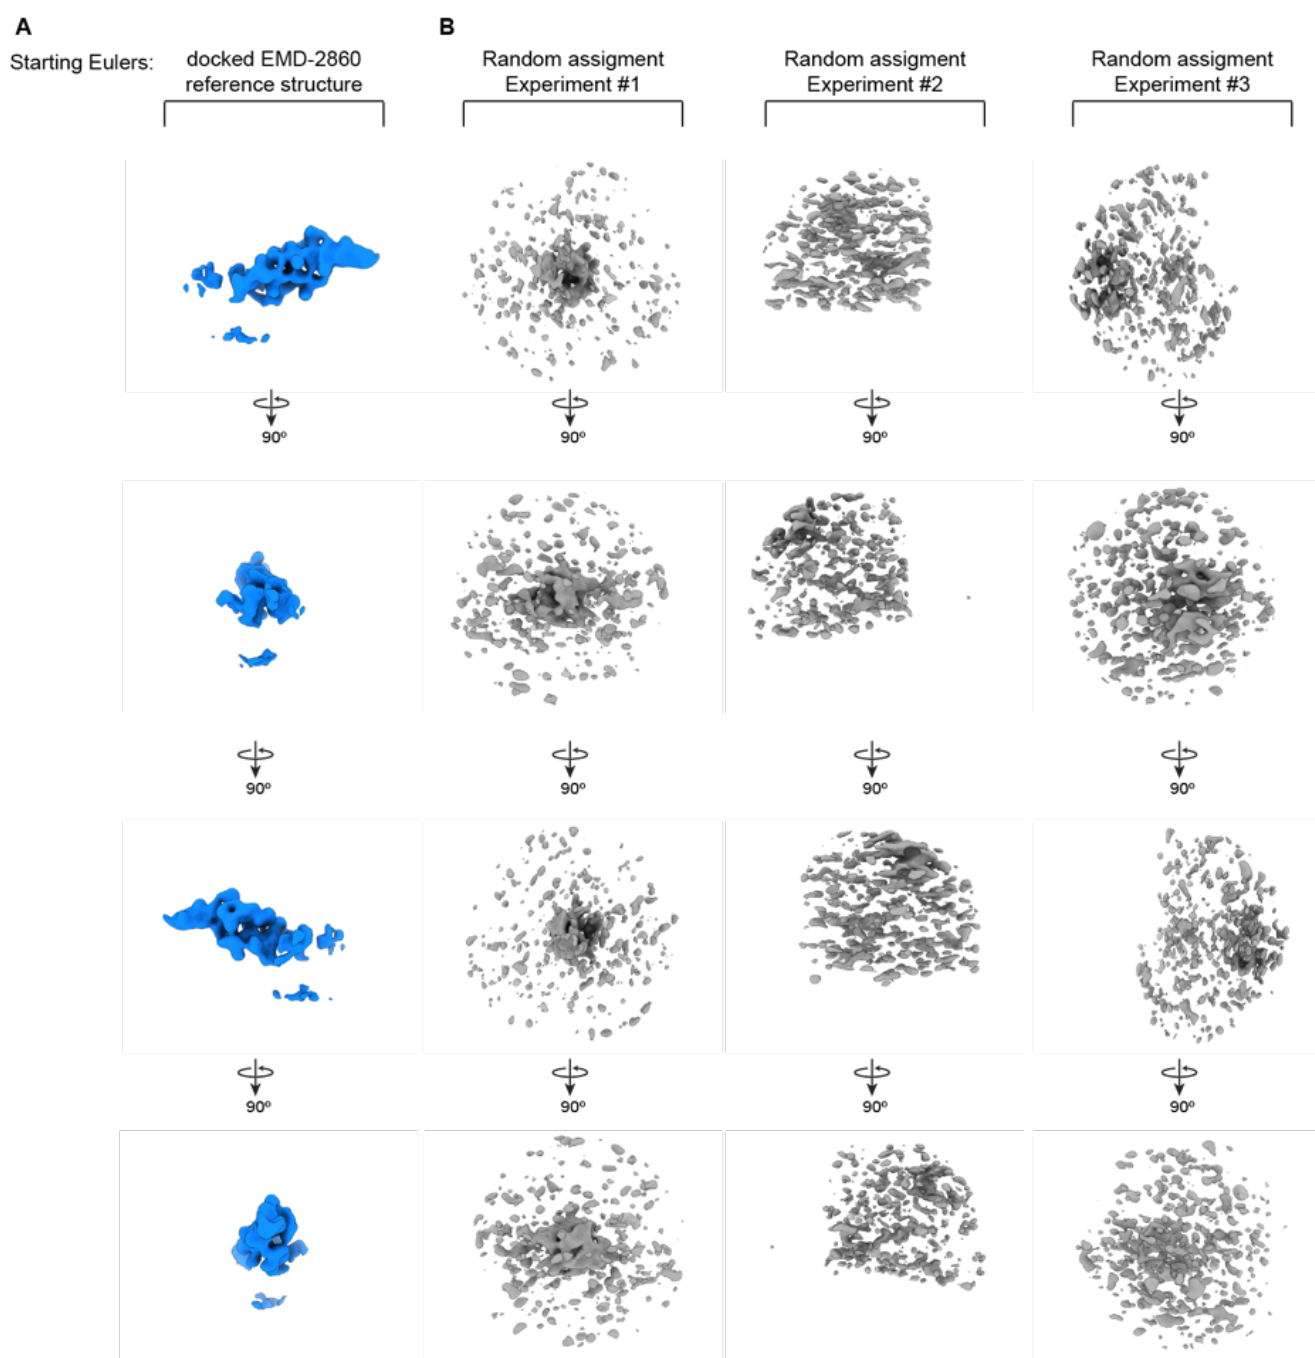 A
B
Starting Eulers:
docked EMD-2860
reference structure
Random assigment
Experiment #1
Random assigment
Experiment #2
Random assigment
Experiment #3
90º
90º
90º
90º
90º
90º
90º
90º
90º
90º
90º
90º